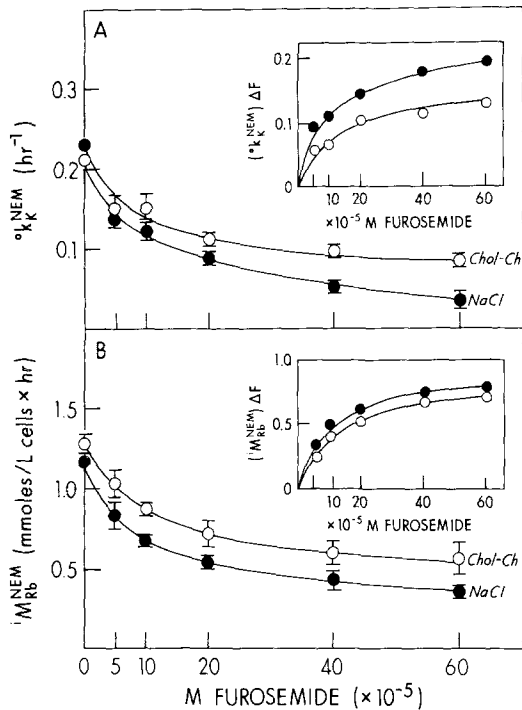 A
°k_K^NEM (hr⁻¹)
0.3
0.2
0.1
0
(°k_K^NEM) ΔF
0.2
0.1
0
10 20 40 60
×10⁻⁵ M FUROSEMIDE
Chol-Ch
NaCl
B
ⁱM_Rb^NEM (mmoles/L cells × hr)
1.5
1.0
0.5
(ⁱM_Rb^NEM) ΔF
1.0
0.5
0
10 20 40 60
×10⁻⁵ M FUROSEMIDE
Chol-Ch
NaCl
0 5 10 20 40 60
M FUROSEMIDE (×10⁻⁵)